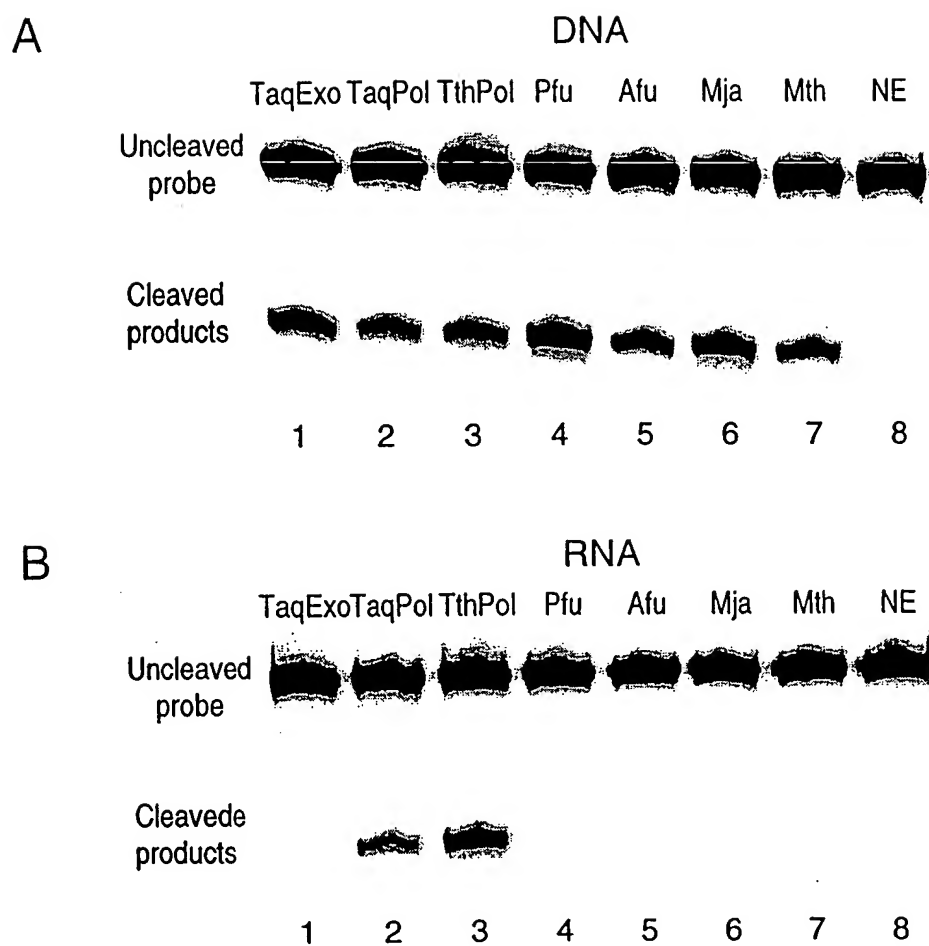 A
DNA
TaqExo TaqPol TthPol Pfu Afu Mja Mth NE
Uncleaved
probe
Cleaved
products
1 2 3 4 5 6 7 8
B
RNA
TaqExoTaqPol TthPol Pfu Afu Mja Mth NE
Uncleaved
probe
Cleavede
products
1 2 3 4 5 6 7 8